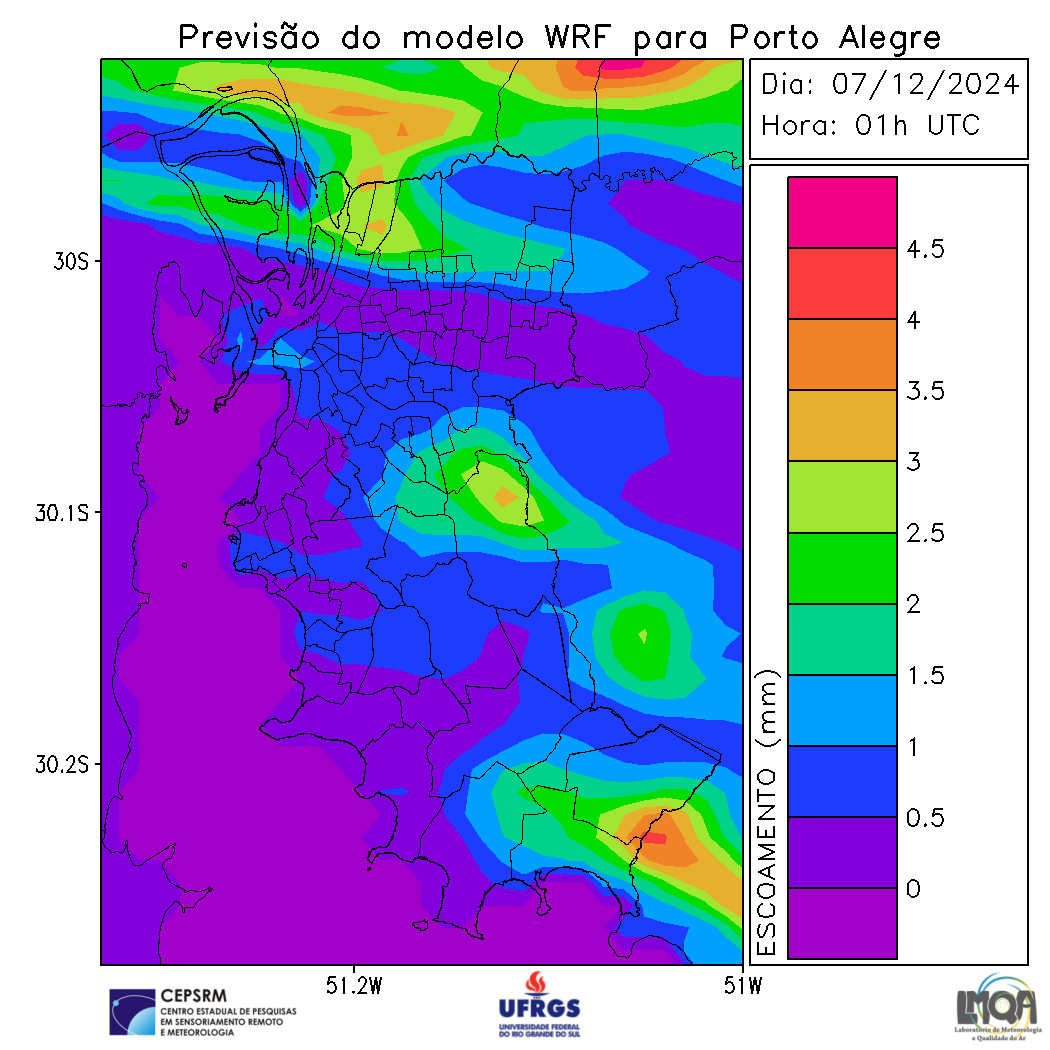 Previsão do modelo WRF para Porto Alegre
Dia: 07/12/2024
Hora: 01h UTC
30S
30.1S
30.2S
51.2W
51W
4.5
4
3.5
3
2.5
2
1.5
1
0.5
0
ESCOAMENTO (mm)
CEPSRM
CENTRO ESTADUAL DE PESQUISAS
EM SENSORIAMENTO REMOTO
E METEOROLOGIA
UFRGS
UNIVERSIDADE FEDERAL
DO RIO GRANDE DO SUL
LMQA
Laboratório de Meteorologia
e Qualidade do Ar